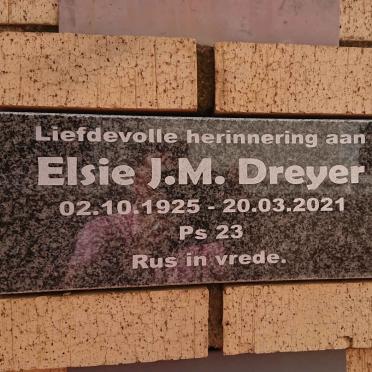 Liefdevolle herinnering aan
Elsie J.M. Dreyer
02.10.1925 - 20.03.2021
Ps 23
Rus in vrede.